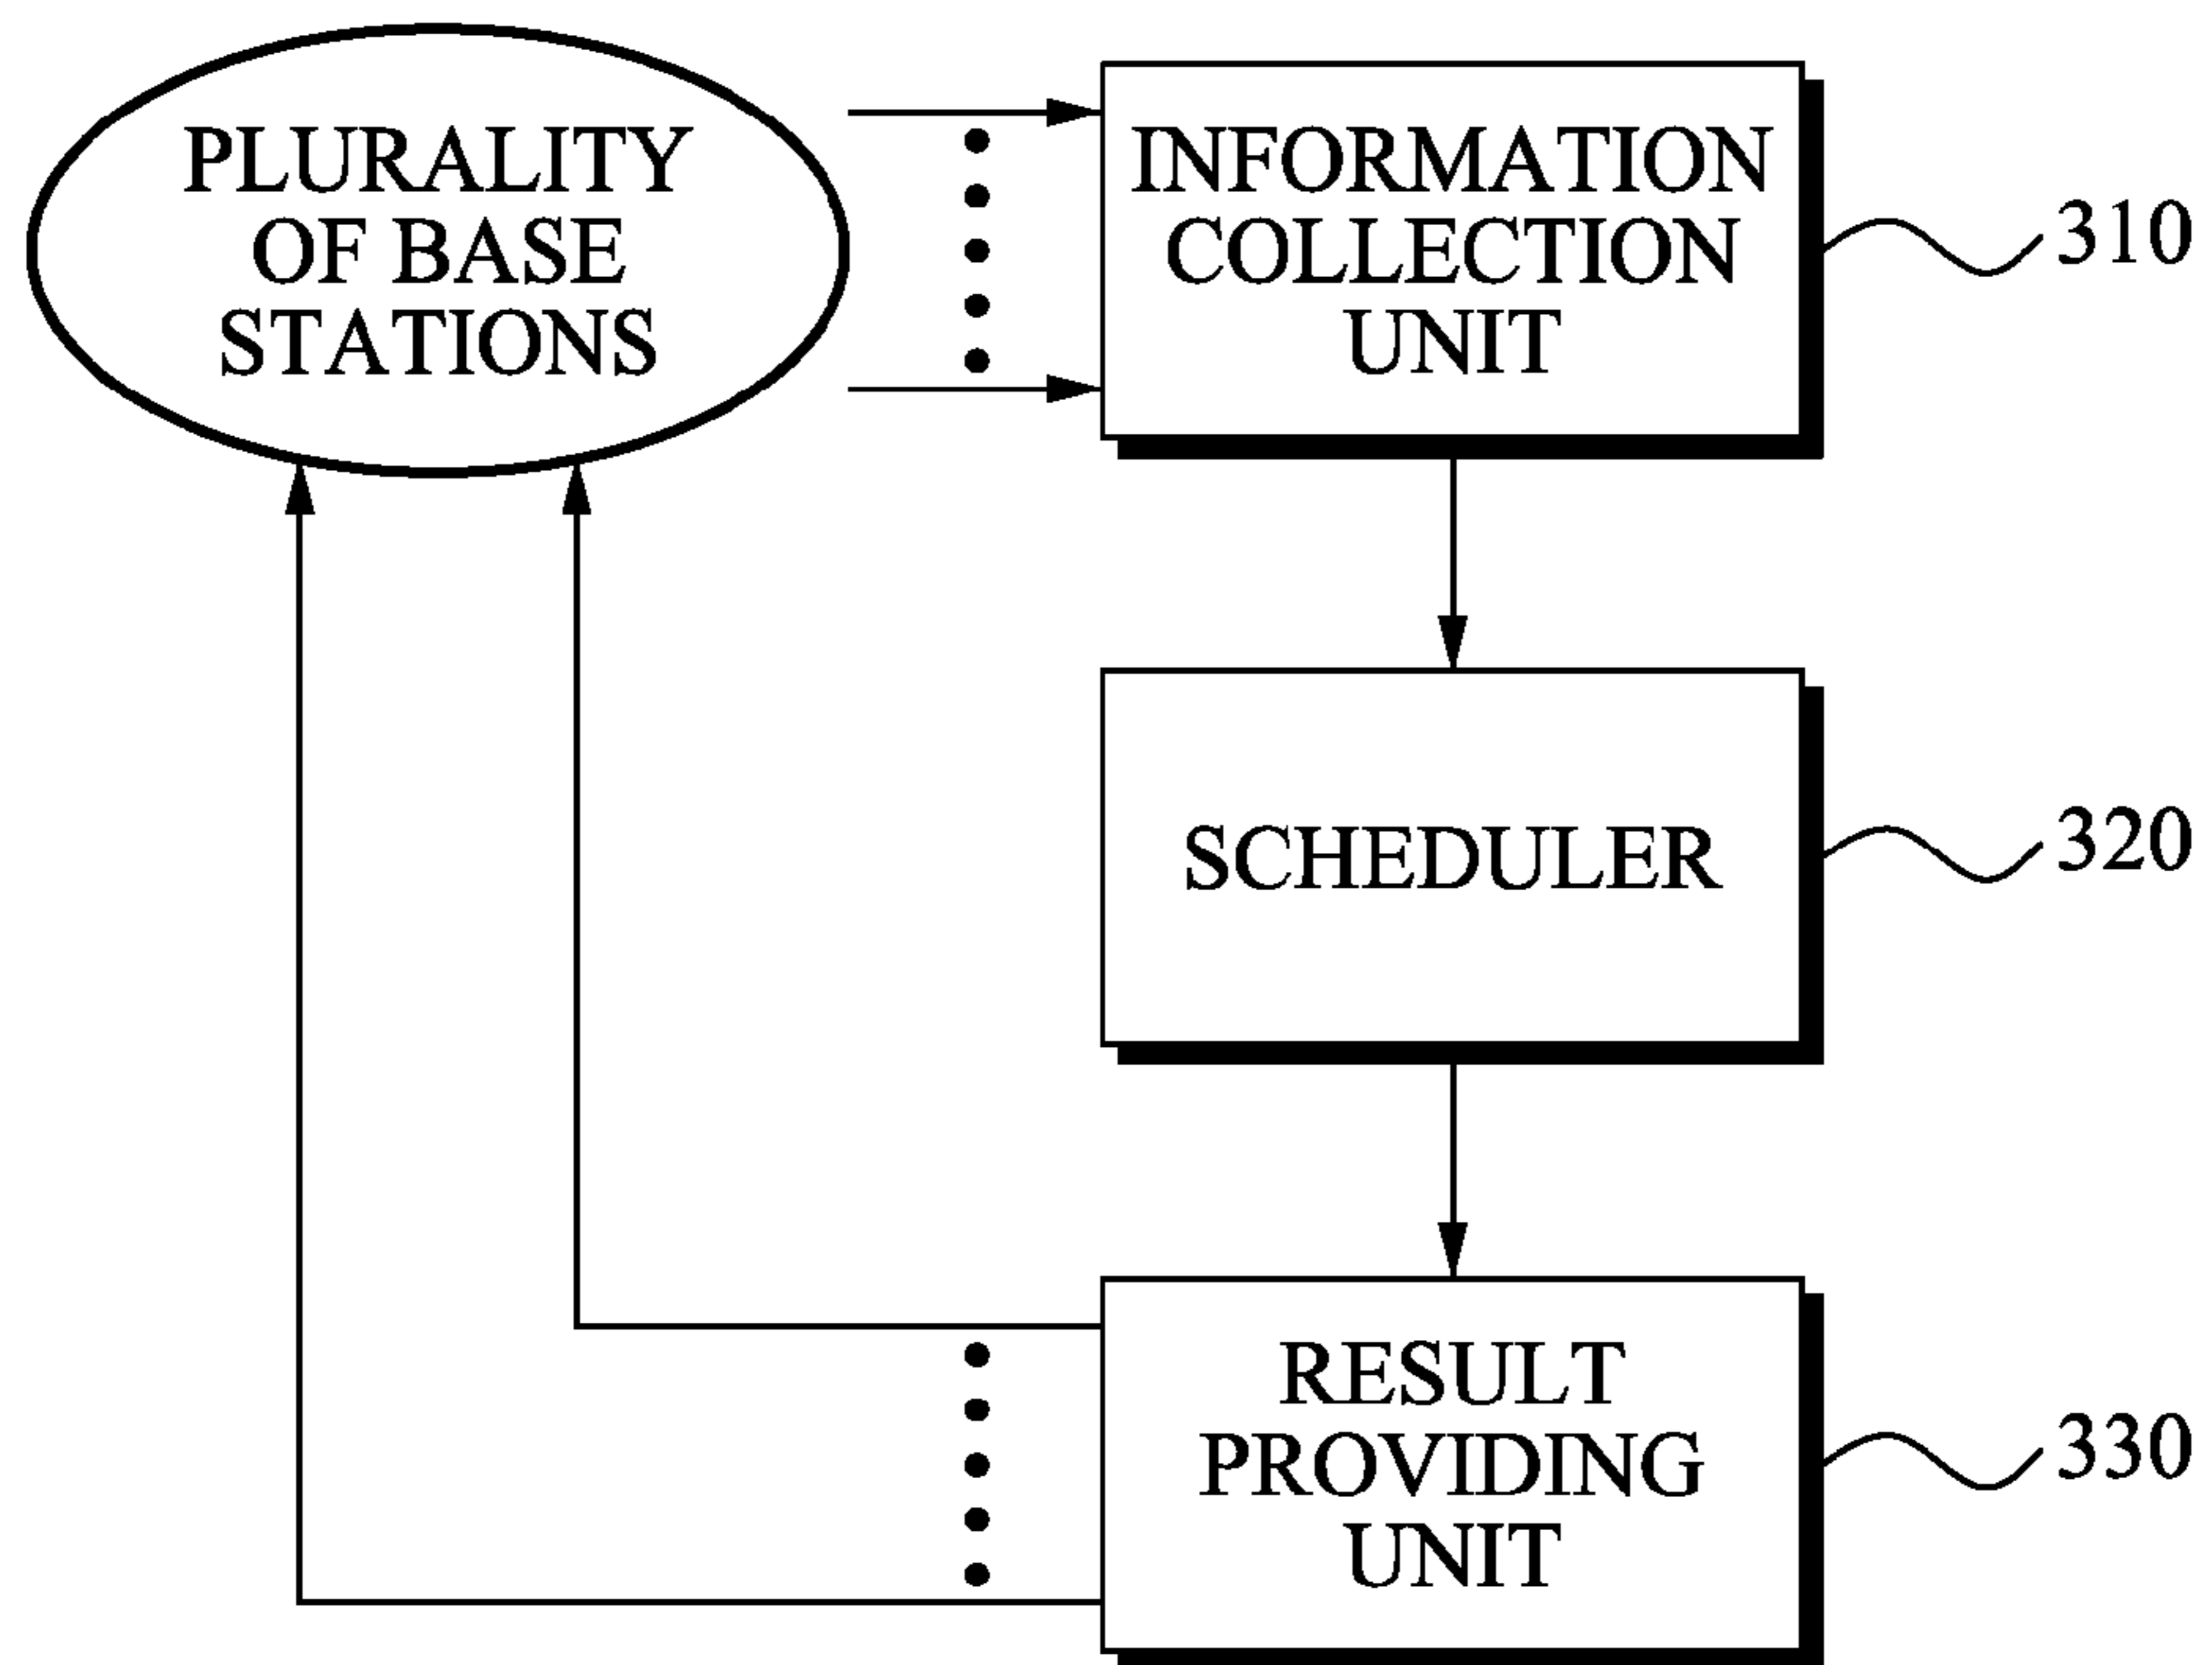 PLURALITY
OF BASE
STATIONS
INFORMATION
COLLECTION
UNIT
310
SCHEDULER
320
RESULT
PROVIDING
UNIT
330